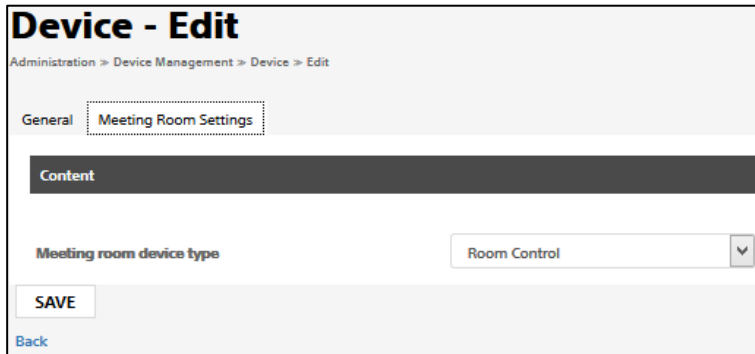 Device - Edit
Administration » Device Management » Device » Edit
General Meeting Room Settings
Content
Meeting room device type Room Control
SAVE
Back